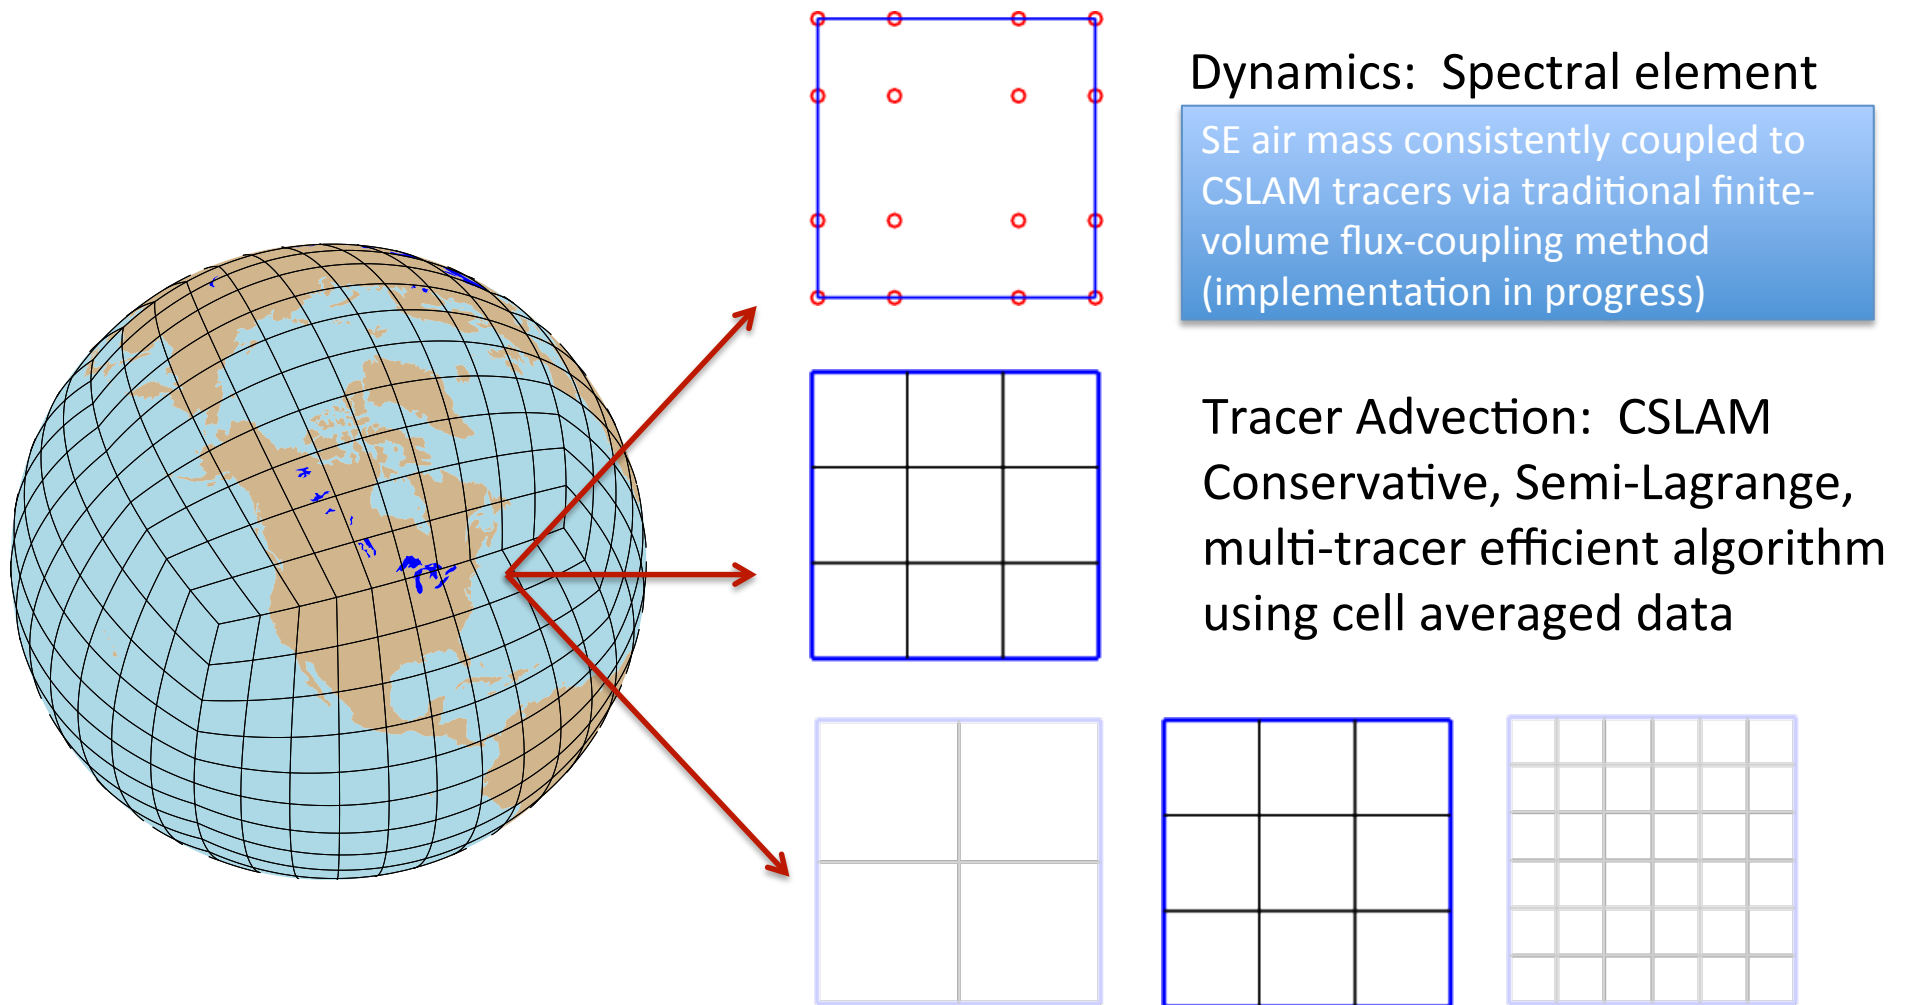 Dynamics:  Spectral element
SE air mass consistently coupled to
CSLAM tracers via traditional finite-
volume flux-coupling method
(implementation in progress)
Tracer Advection:  CSLAM
Conservative, Semi-Lagrange,
multi-tracer efficient algorithm
using cell averaged data